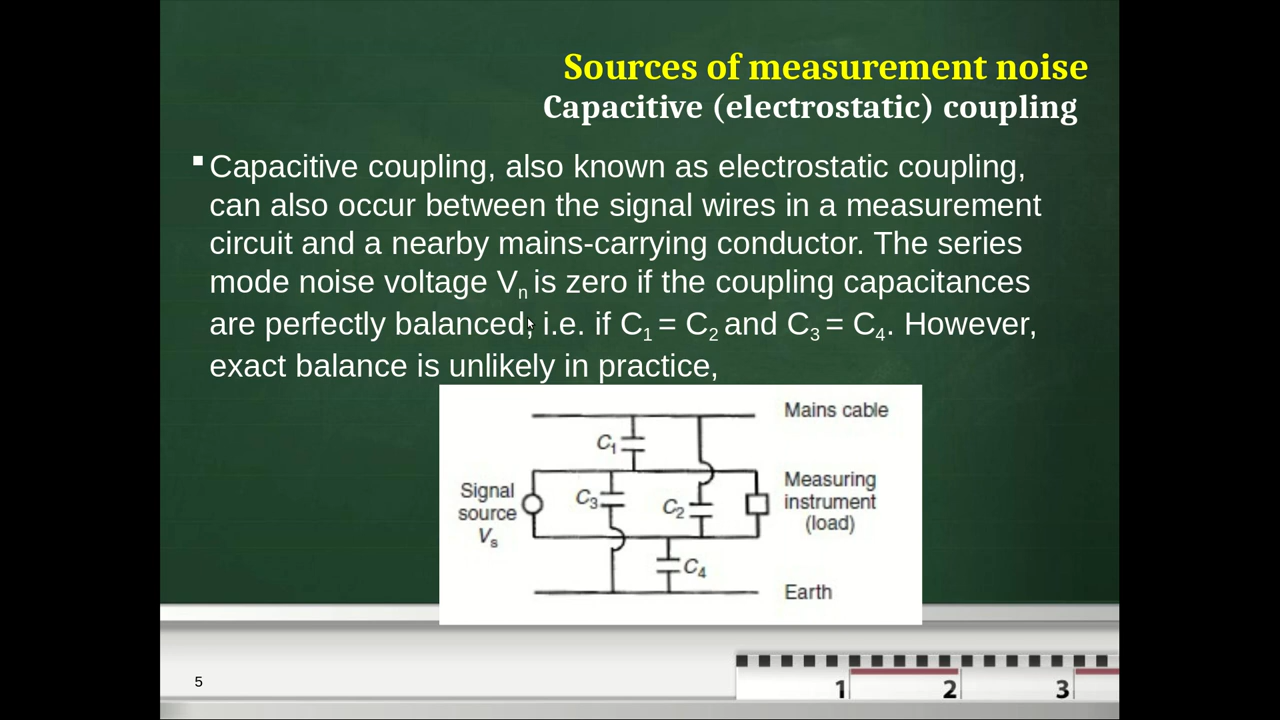 Sources of measurement noise
Capacitive (electrostatic) coupling
▪Capacitive coupling, also known as electrostatic coupling,
can also occur between the signal wires in a measurement
circuit and a nearby mains-carrying conductor. The series
mode noise voltage Vn is zero if the coupling capacitances
are perfectly balanced; i.e. if C1 = C2 and C3 = C4. However,
exact balance is unlikely in practice,
Mains cable
C1
Signal
source
Vs
C3
C2
Measuring
instrument
(load)
C4
Earth
5
1
2
3